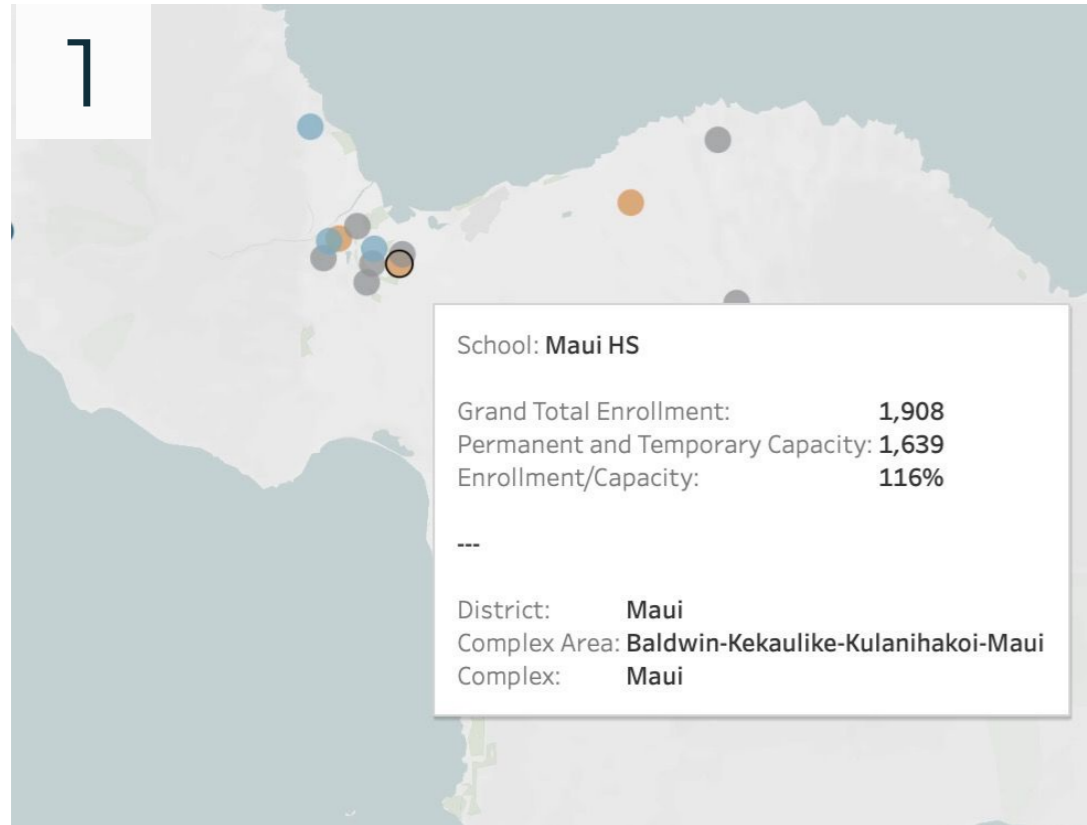 1
School: Maui HS
Grand Total Enrollment: 1,908
Permanent and Temporary Capacity: 1,639
Enrollment/Capacity: 116%
---
District: Maui
Complex Area: Baldwin-Kekaulike-Kulanihakoi-Maui
Complex: Maui